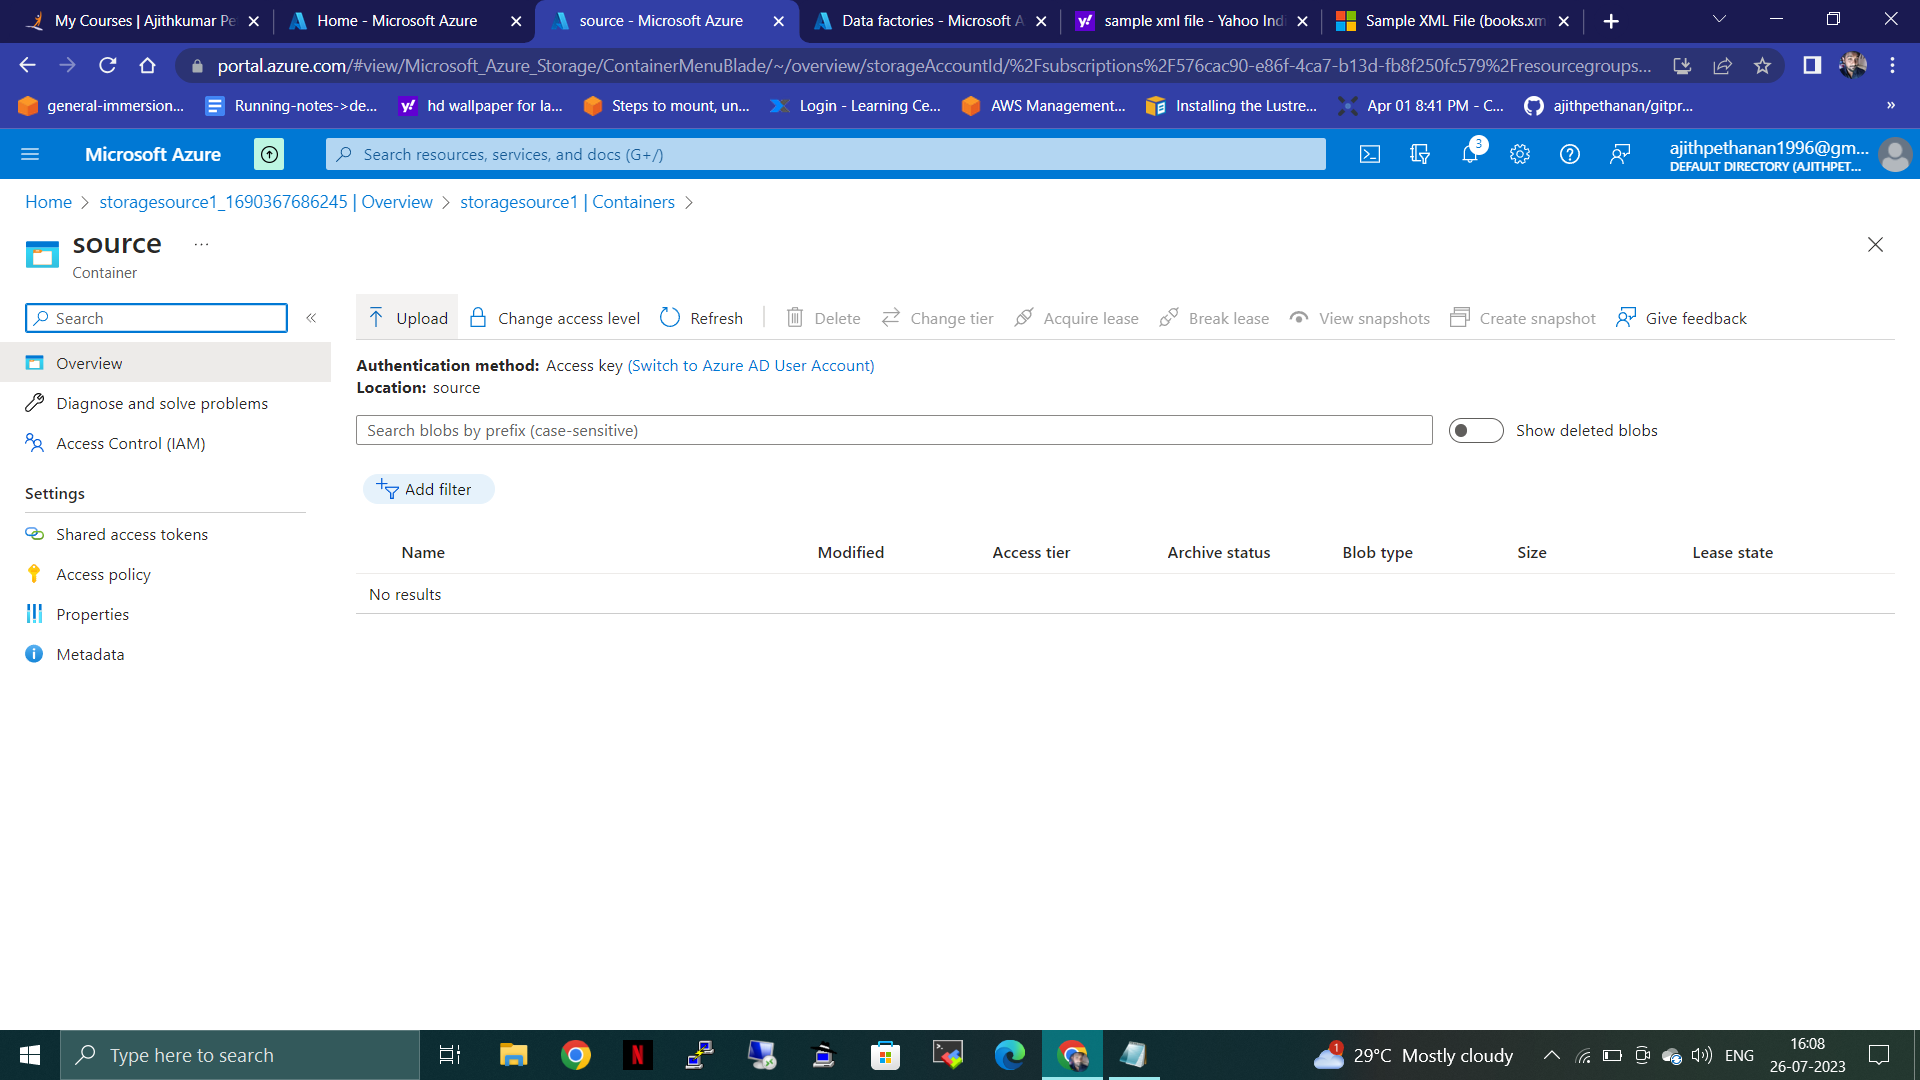 My Courses | Ajithkumar Pe
Home - Microsoft Azure
source - Microsoft Azure
Data factories - Microsoft A
sample xml file - Yahoo Indi
Sample XML File (books.xm
portal.azure.com/#view/Microsoft_Azure_Storage/ContainerMenuBlade/~/overview/storageAccountId/%2Fsubscriptions%2F576cac90-e86f-4ca7-b13d-fb8f250fc579%2Fresourcegroups...
general-immersion...
Running-notes->de...
hd wallpaper for la...
Steps to mount, un...
Login - Learning Ce...
AWS Management...
Installing the Lustre...
Apr 01 8:41 PM - C...
ajithpethanan/gitpr...
»
Microsoft Azure
Search resources, services, and docs (G+/)
3
ajithpethanan1996@gm...
DEFAULT DIRECTORY (AJITHPET...
Home > storagesource1_1690367686245 | Overview > storagesource1 | Containers >
source ...
Container
Search
«
Overview
Diagnose and solve problems
Access Control (IAM)
Settings
Shared access tokens
Access policy
Properties
Metadata
Upload Change access level Refresh Delete Change tier Acquire lease Break lease View snapshots Create snapshot Give feedback
Authentication method: Access key (Switch to Azure AD User Account)
Location: source
Search blobs by prefix (case-sensitive)
Show deleted blobs
Add filter
Name Modified Access tier Archive status Blob type Size Lease state
No results
Type here to search
1
29°C Mostly cloudy
ENG
16:08
26-07-2023